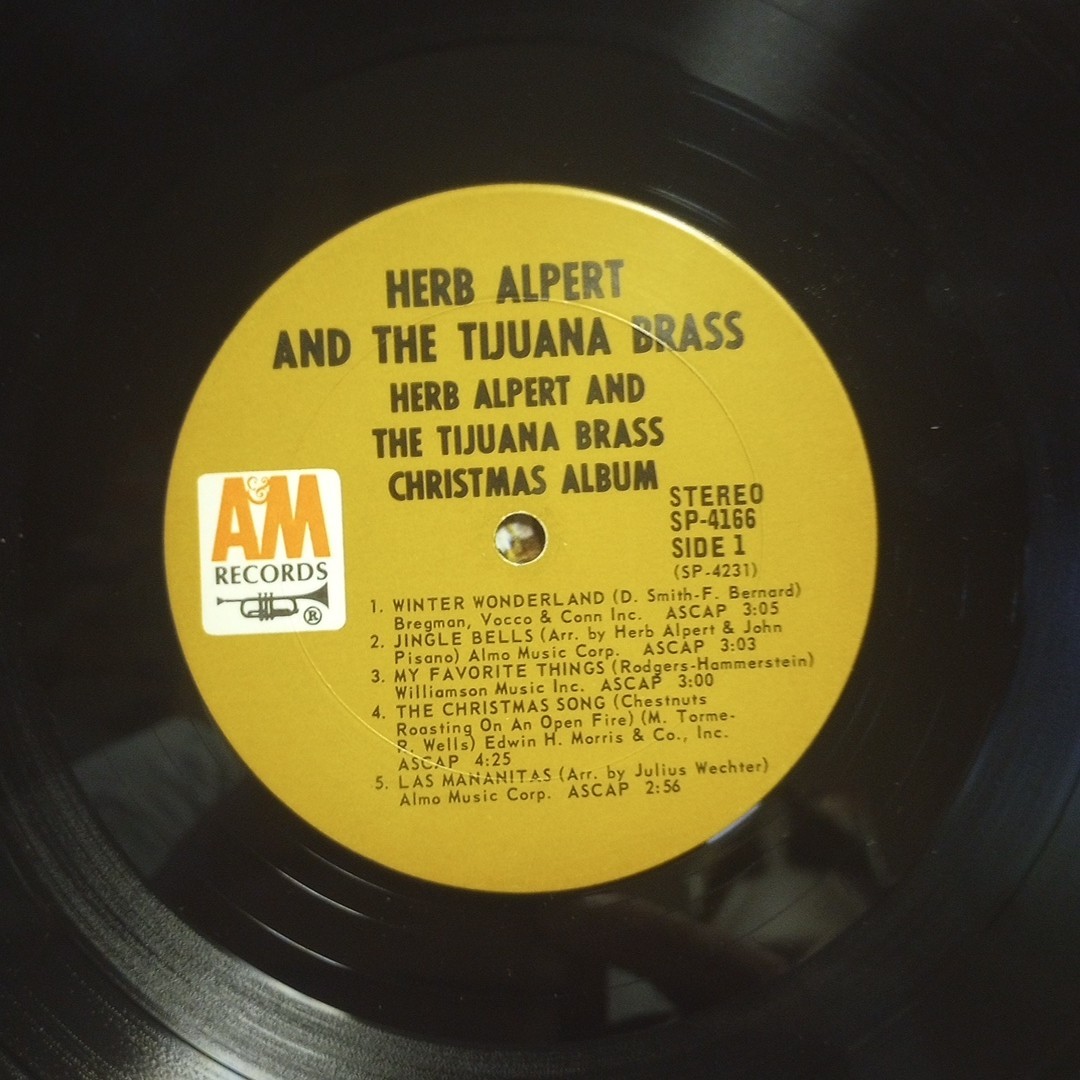 HERB ALPERT
AND THE TIJUANA BRASS
HERB ALPERT AND
THE TIJUANA BRASS
CHRISTMAS ALBUM
A&M
RECORDS
®
STEREO
SP-4166
SIDE 1
(SP-4231)
1. WINTER WONDERLAND (D. Smith-F. Bernard)
Bregman, Vocco & Conn Inc. ASCAP 3:05
2. JINGLE BELLS (Arr. by Herb Alpert & John
Pisano) Almo Music Corp. ASCAP 3:03
3. MY FAVORITE THINGS (Rodgers-Hammerstein)
Williamson Music Inc. ASCAP 3:00
4. THE CHRISTMAS SONG (Chestnuts
Roasting On An Open Fire) (M. Torme-
R. Wells) Edwin H. Morris & Co., Inc.
ASCAP 4:25
5. LAS MANANITAS (Arr. by Julius Wechter)
Almo Music Corp. ASCAP 2:56